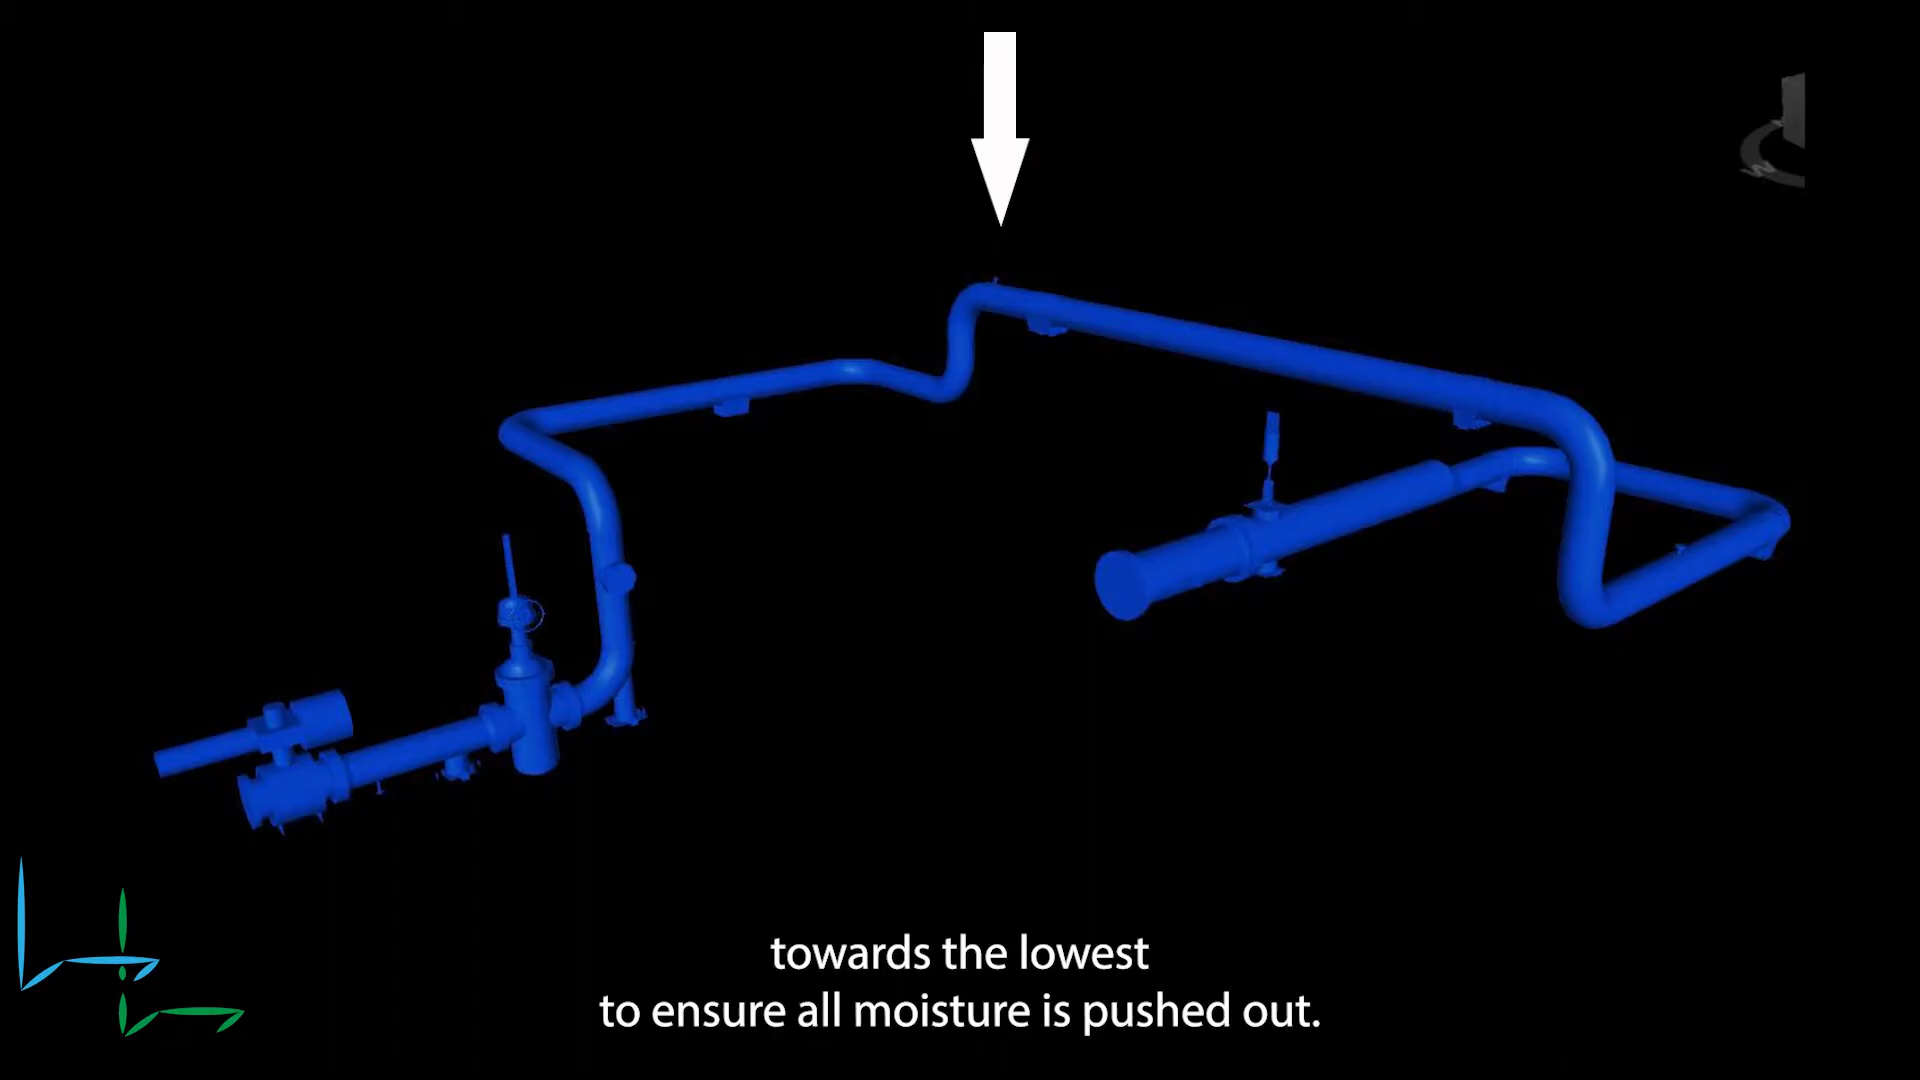 W
towards the lowest
to ensure all moisture is pushed out.